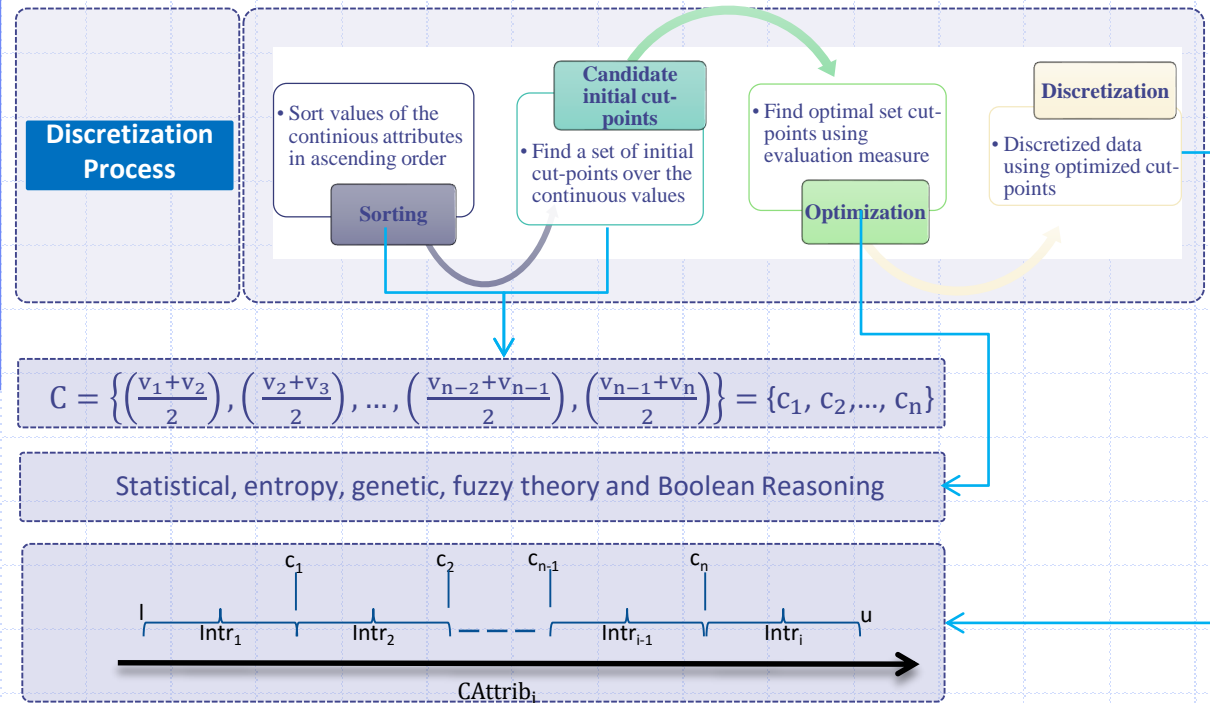 Discretization
Process
• Sort values of the
continious attributes
in ascending order
Sorting
Candidate
initial cut-
points
• Find a set of initial
cut-points over the
continuous values
• Find optimal set cut-
points using
evaluation measure
Optimization
Discretization
• Discretized data
using optimized cut-
points
C = {((v₁+v₂)/2), ((v₂+v₃)/2), …, ((vₙ₋₂+vₙ₋₁)/2), ((vₙ₋₁+vₙ)/2)} = {c₁, c₂,..., cₙ}
Statistical, entropy, genetic, fuzzy theory and Boolean Reasoning
c₁ c₂ cₙ₋₁ cₙ
l u
Intr₁ Intr₂ Intrᵢ₋₁ Intrᵢ
CAttribᵢ